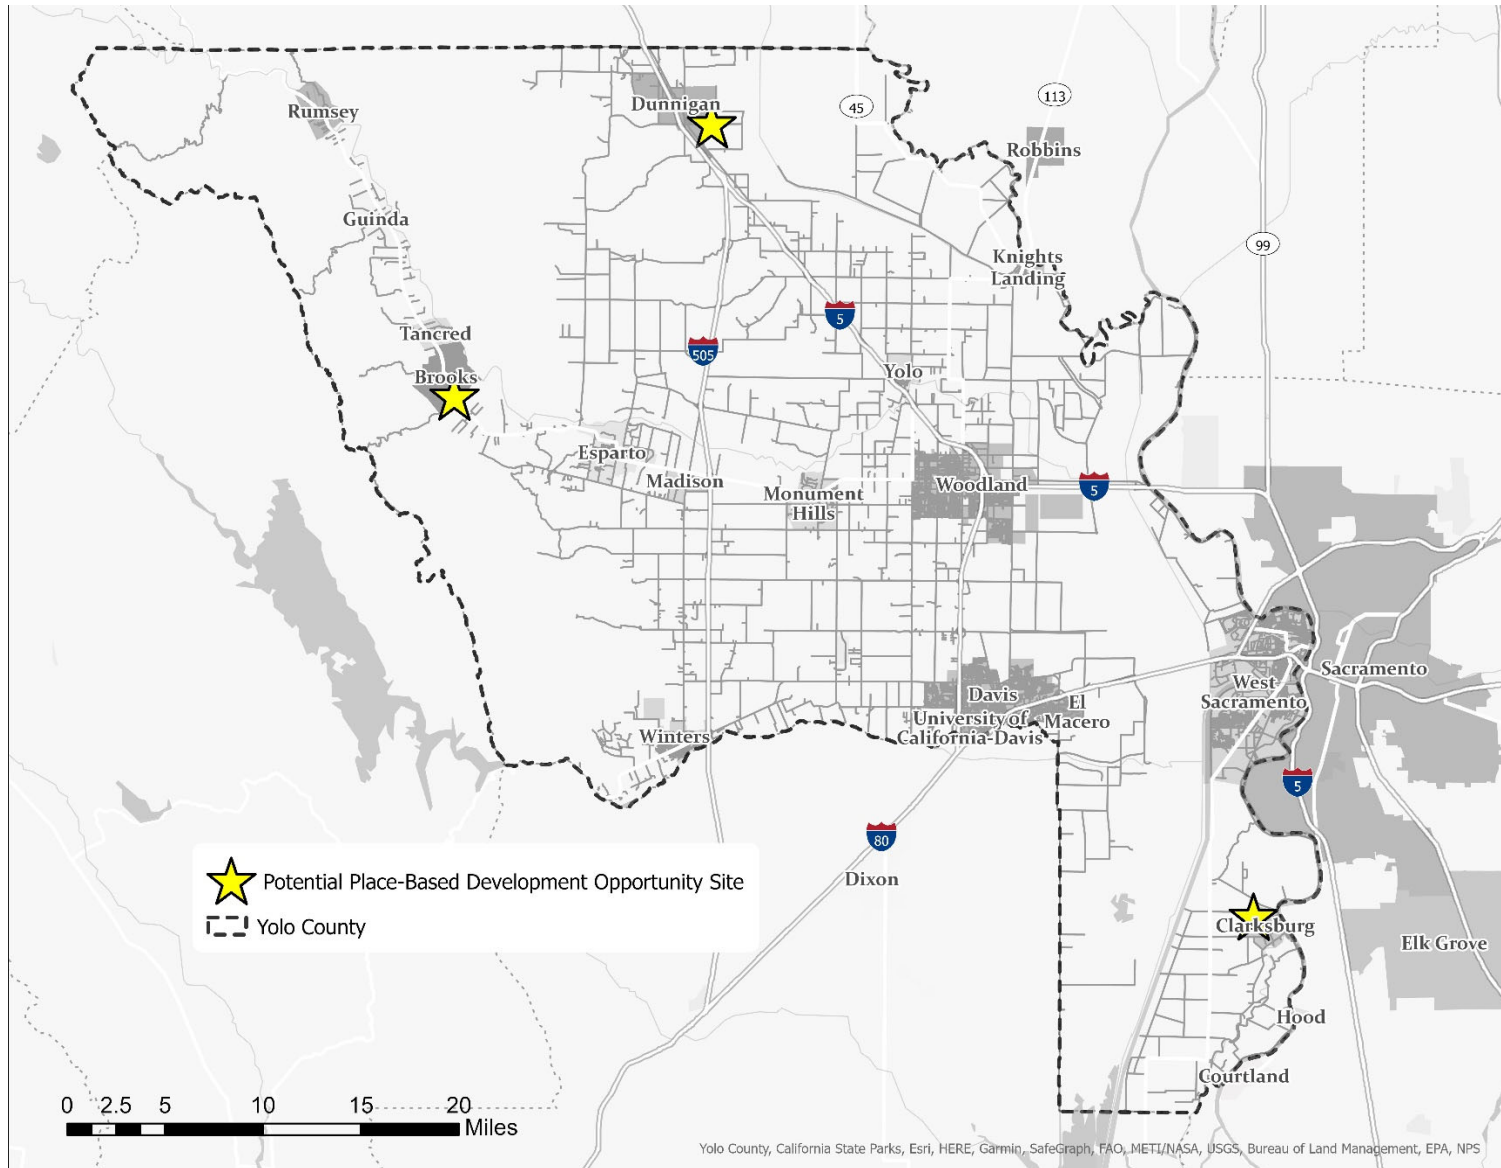 Rumsey
Dunnigan
45
113
Robbins
Guinda
99
Knights
Landing
5
Tancred
505
Brooks
Yolo
Esparto
Madison
Monument
Hills
Woodland
5
Sacramento
West
Sacramento
Davis
El
Macero
University of
California-Davis
Winters
5
80
Dixon
Potential Place-Based Development Opportunity Site
Yolo County
Clarksburg
Elk Grove
Hood
Courtland
0 2.5 5 10 15 20
Miles
Yolo County, California State Parks, Esri, HERE, Garmin, SafeGraph, FAO, METI/NASA, USGS, Bureau of Land Management, EPA, NPS